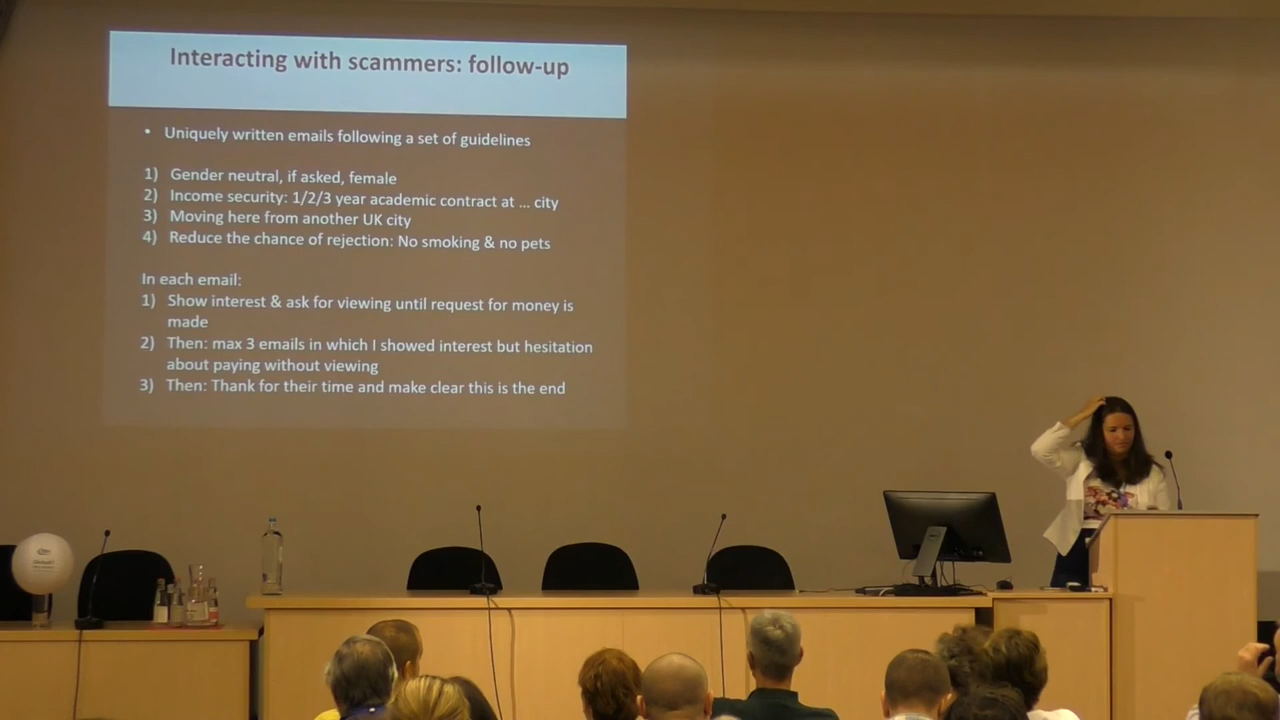 Interacting with scammers: follow-up
• Uniquely written emails following a set of guidelines
1) Gender neutral, if asked, female
2) Income security: 1/2/3 year academic contract at ... city
3) Moving here from another UK city
4) Reduce the chance of rejection: No smoking & no pets
In each email:
1) Show interest & ask for viewing until request for money is
made
2) Then: max 3 emails in which I showed interest but hesitation
about paying without viewing
3) Then: Thank for their time and make clear this is the end